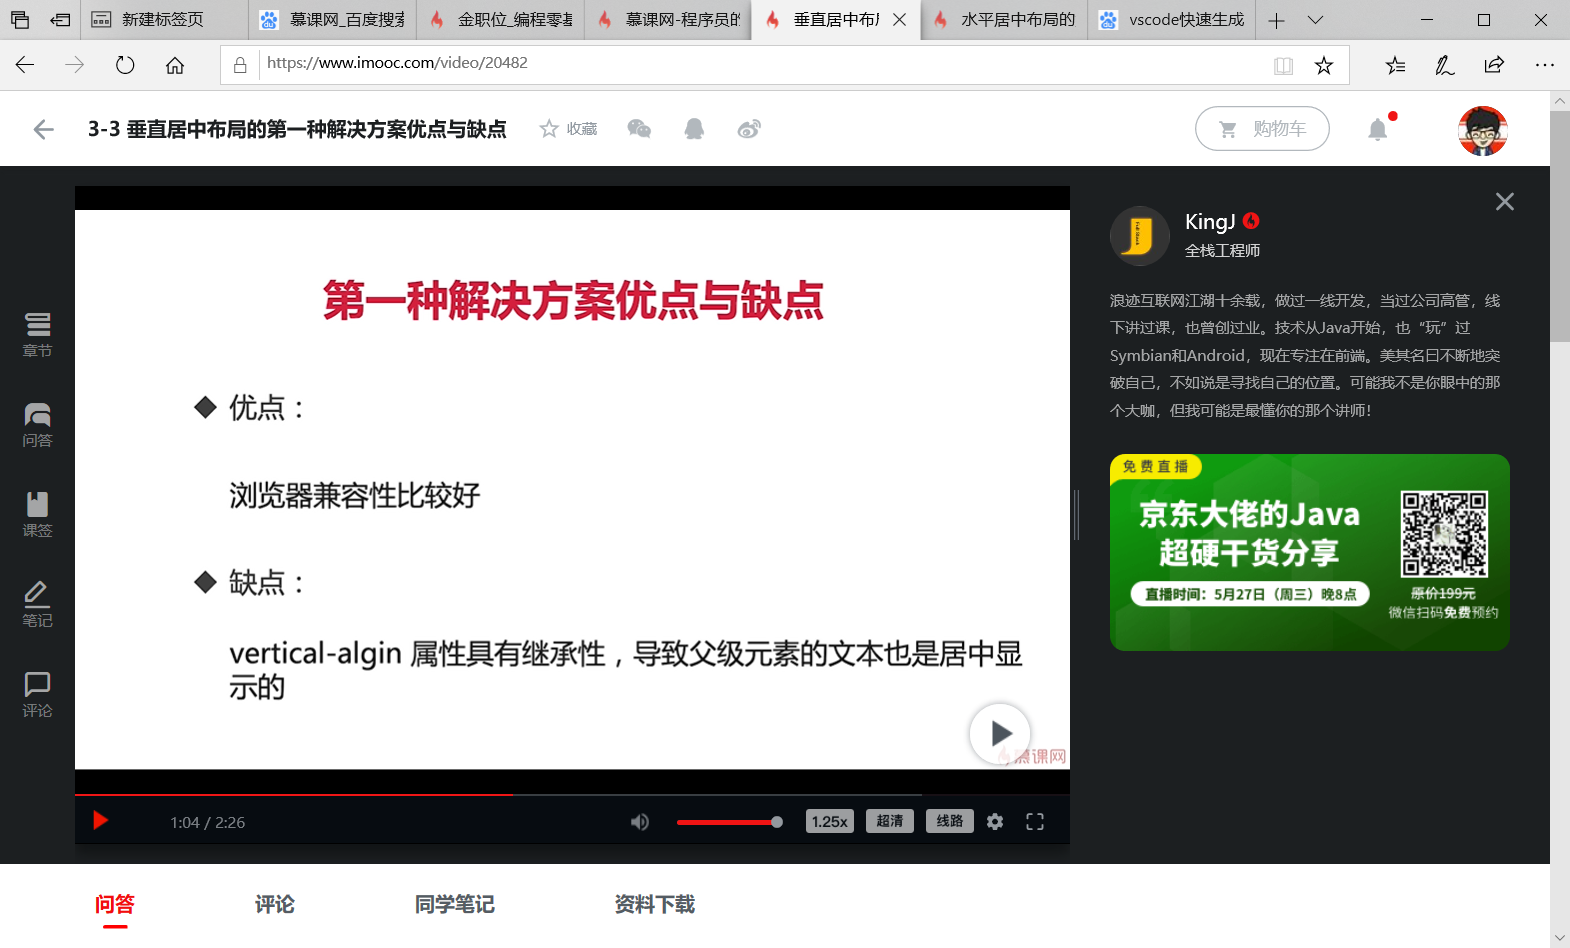 新建标签页
慕课网_百度搜索
金职位_编程零基
慕课网-程序员的
垂直居中布局
水平居中布局的
vscode快速生成
https://www.imooc.com/video/20482
3-3 垂直居中布局的第一种解决方案优点与缺点
收藏
购物车
章节
问答
课签
笔记
评论
第一种解决方案优点与缺点
优点：
浏览器兼容性比较好
缺点：
vertical-algin 属性具有继承性，导致父级元素的文本也是居中显
示的
慕课网
1:04 / 2:26
1.25x
超清
线路
KingJ
全栈工程师
浪迹互联网江湖十余载，做过一线开发，当过公司高管，线
下讲过课，也曾创过业。技术从Java开始，也“玩”过
Symbian和Android，现在专注在前端。美其名曰不断地突
破自己，不如说是寻找自己的位置。可能我不是你眼中的那
个大咖，但我可能是最懂你的那个讲师！
免费直播
京东大佬的Java
超硬干货分享
直播时间：5月27日（周三）晚8点
原价199元
微信扫码免费预约
问答
评论
同学笔记
资料下载